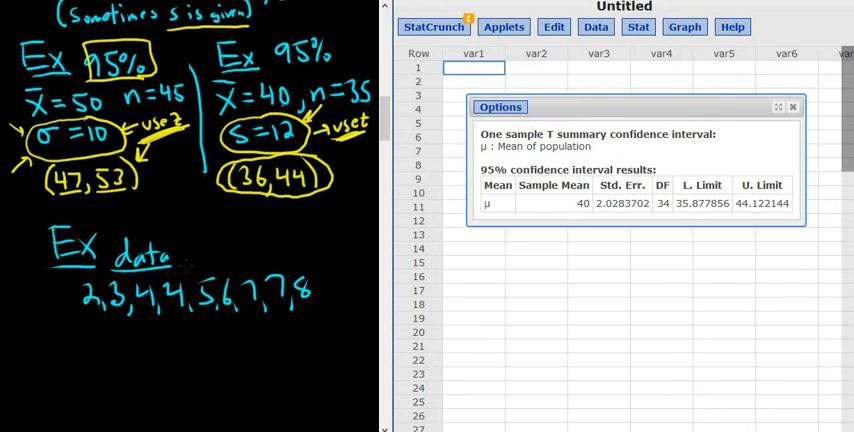 (Sometimes s is given)
Ex 95%
x̄ = 50 n=45
σ = 10 use z
(47, 53)
Ex 95%
x̄ = 40, n=35
s = 12 → use t
(36, 44)
Ex data
2,3,4,4,5,6,7,7,8
Untitled
StatCrunch 1 Applets Edit Data Stat Graph Help
Row var1 var2 var3 var4 var5 var6 var
1
2
3
4
5
6
7
8
9
10
11
12
13
14
15
16
17
18
19
20
21
22
23
24
25
26
27
Options
One sample T summary confidence interval:
μ : Mean of population
95% confidence interval results:
Mean Sample Mean Std. Err. DF L. Limit U. Limit
μ 40 2.0283702 34 35.877856 44.122144